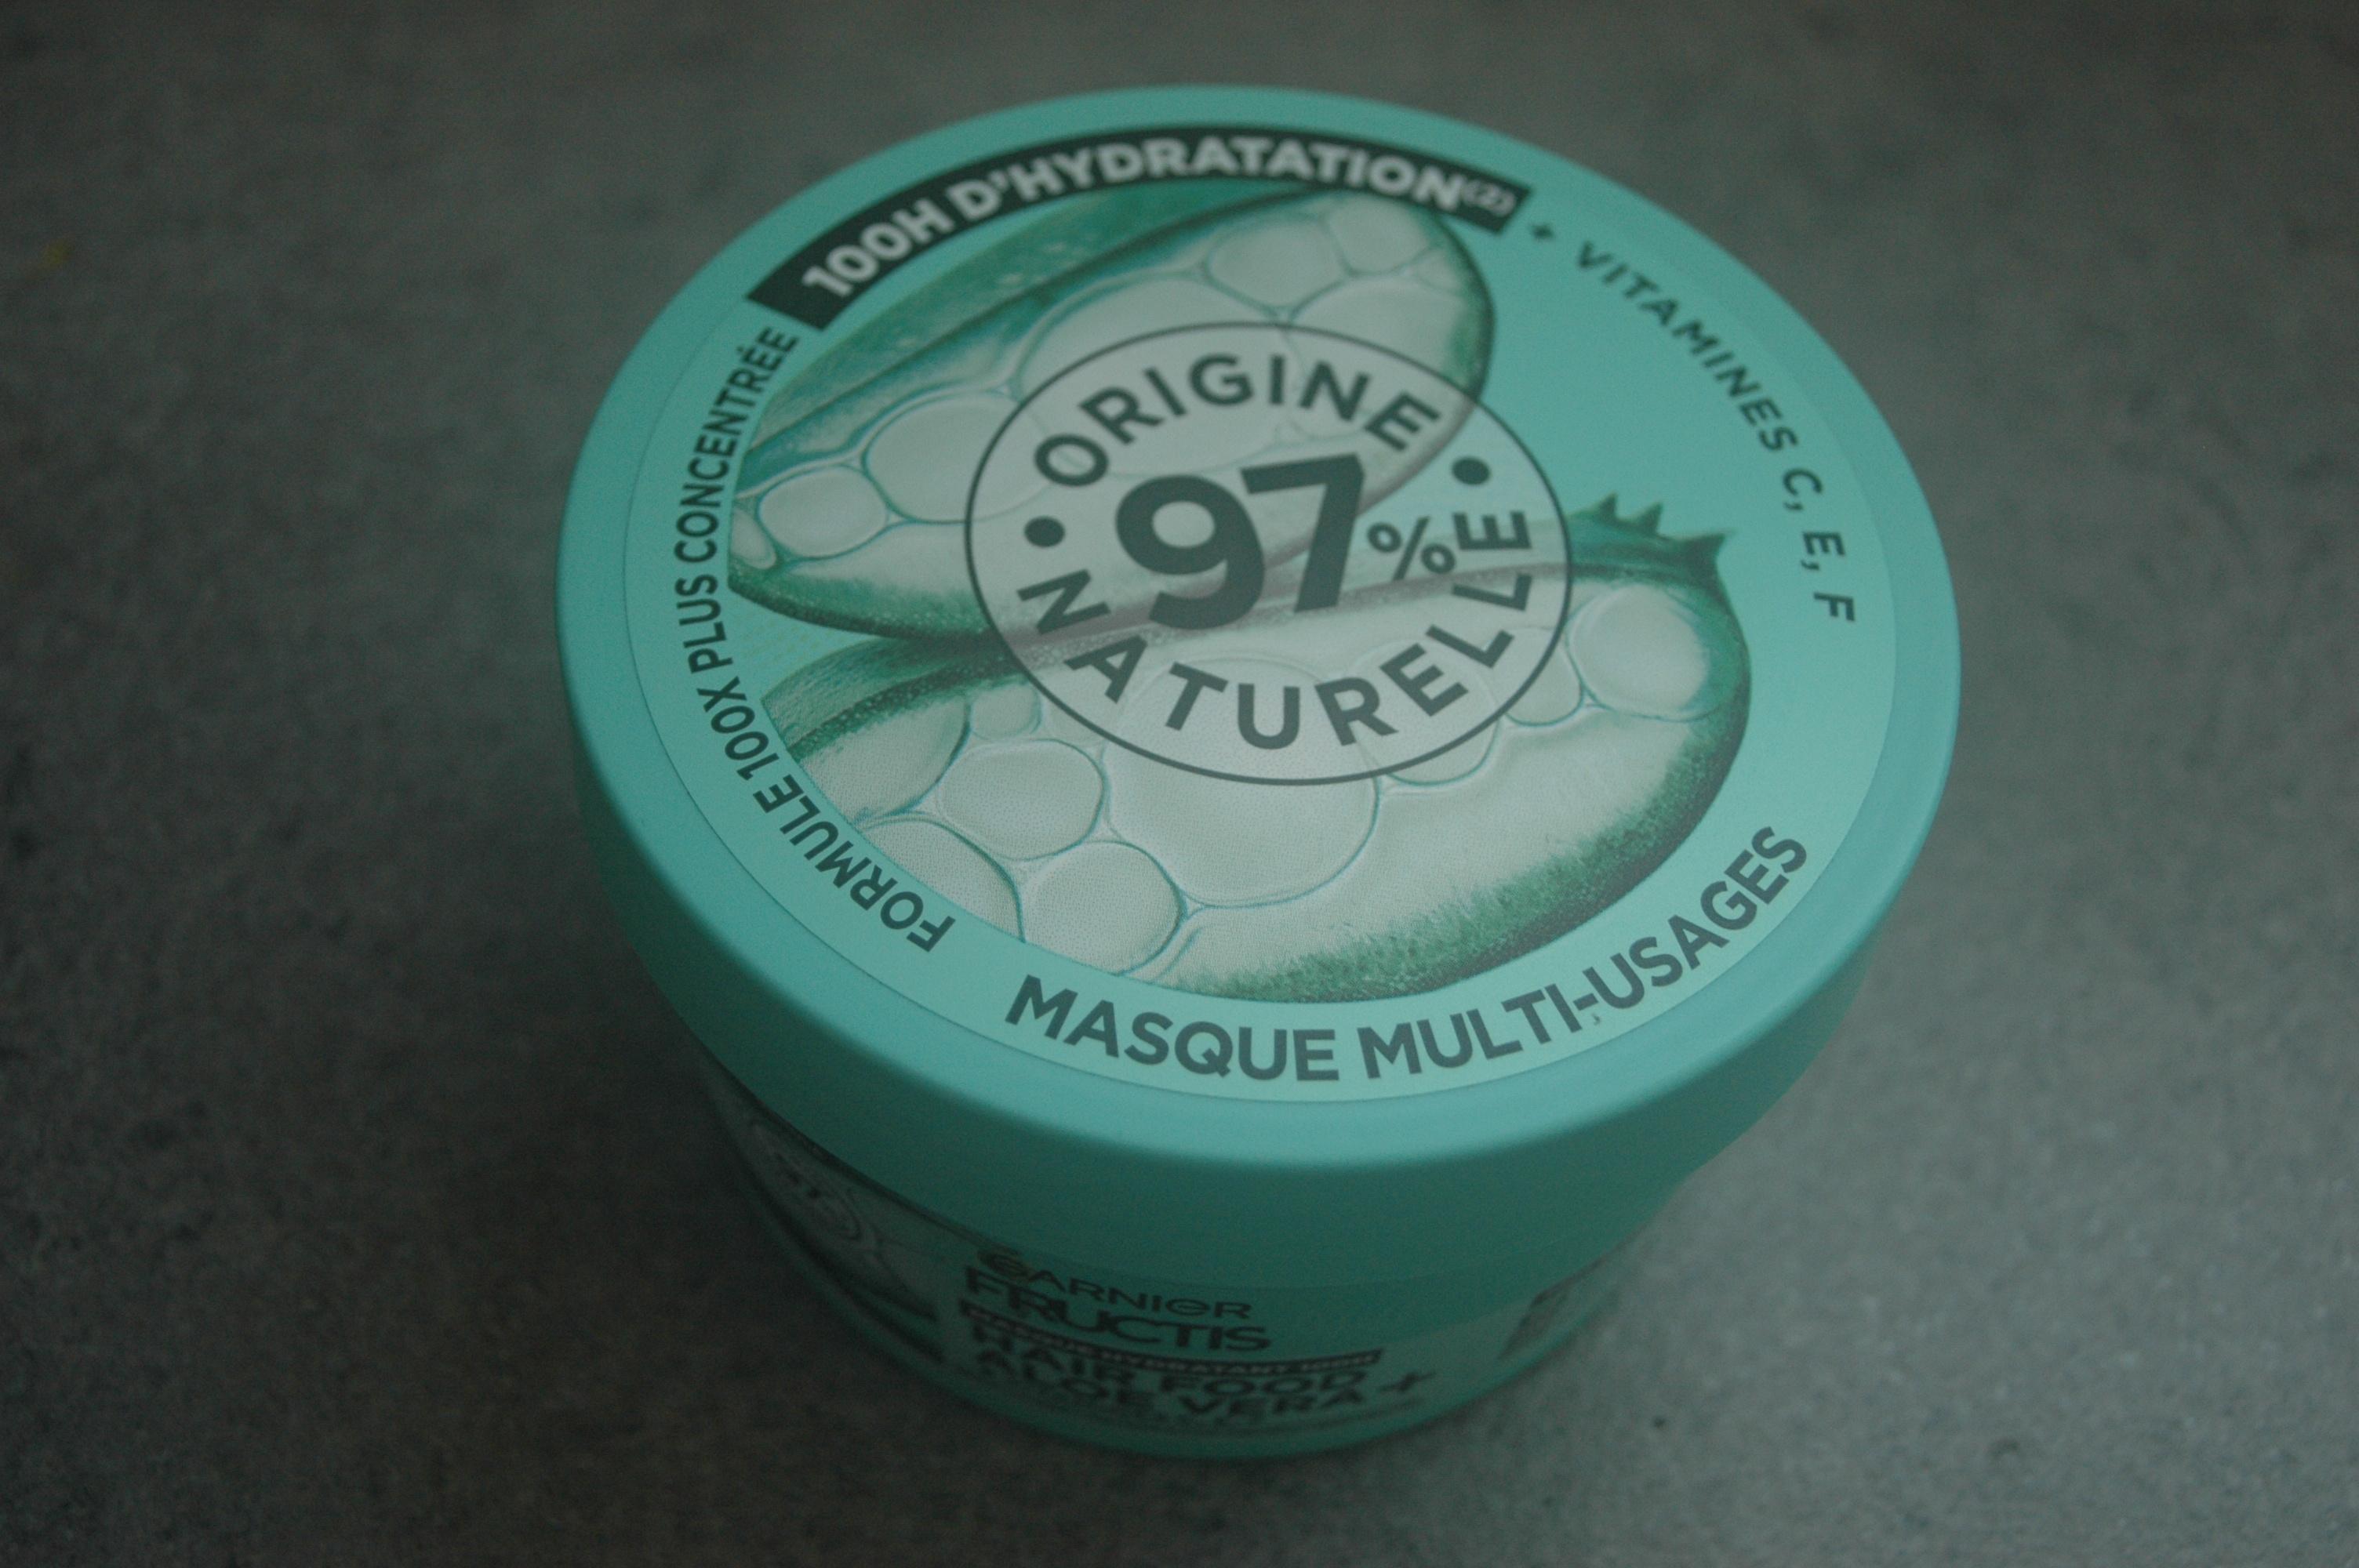 100H D'HYDRATATION(2)
+ VITAMINES C, E, F
FORMULE 100X PLUS CONCENTRÉE
• ORIGINE •
97%
NATURELLE
MASQUE MULTI-USAGES
GARNIER
FRUCTIS
HAIR FOOD
ALOE VERA +